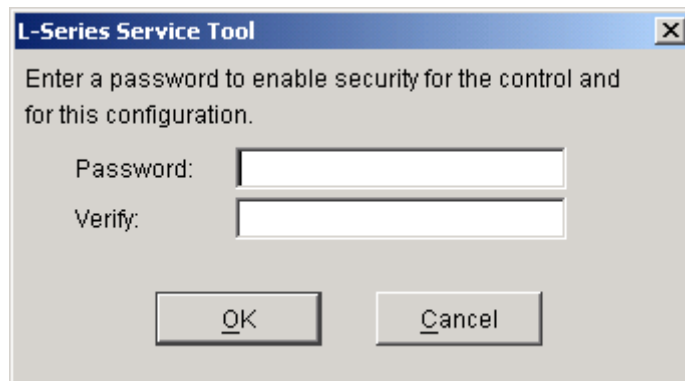 L-Series Service Tool
Enter a password to enable security for the control and
for this configuration.
Password:
Verify:
OK
Cancel